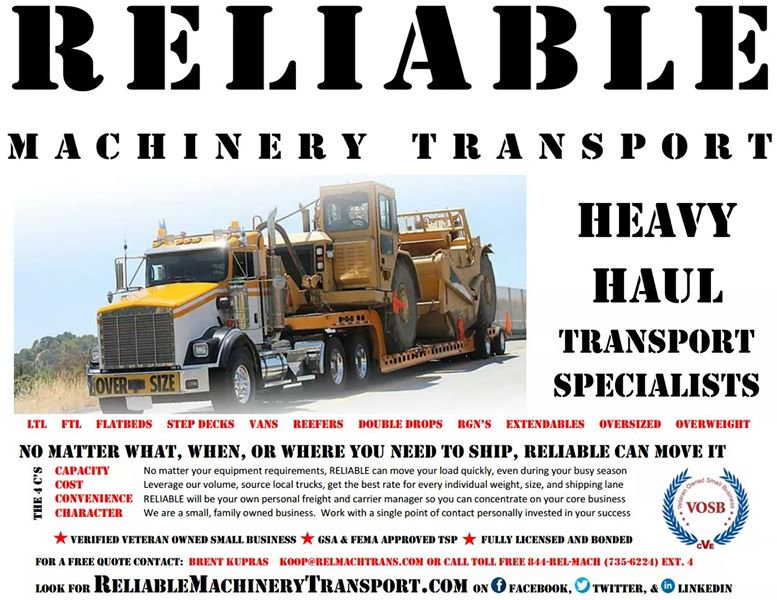 RELIABLE
MACHINERY TRANSPORT
HEAVY
HAUL
TRANSPORT
SPECIALISTS
OVER SIZE
LTL FTL FLATBEDS STEP DECKS VANS REEFERS DOUBLE DROPS RGN'S EXTENDABLES OVERSIZED OVERWEIGHT
NO MATTER WHAT, WHEN, OR WHERE YOU NEED TO SHIP, RELIABLE CAN MOVE IT
THE 4 C'S
CAPACITY No matter your equipment requirements, RELIABLE can move your load quickly, even during your busy season
COST Leverage our volume, source local trucks, get the best rate for every individual weight, size, and shipping lane
CONVENIENCE RELIABLE will be your own personal freight and carrier manager so you can concentrate on your core business
CHARACTER We are a small, family owned business. Work with a single point of contact personally invested in your success
Veteran Owned Small Business
VOSB
CVE
VERIFIED VETERAN OWNED SMALL BUSINESS GSA & FEMA APPROVED TSP FULLY LICENSED AND BONDED
FOR A FREE QUOTE CONTACT: BRENT KUPRAS KOOP@RELMACHTRANS.COM OR CALL TOLL FREE 844-REL-MACH (735-6224) EXT. 4
LOOK FOR RELIABLEMACHINERYTRANSPORT.COM ON FACEBOOK, TWITTER, & LINKEDIN